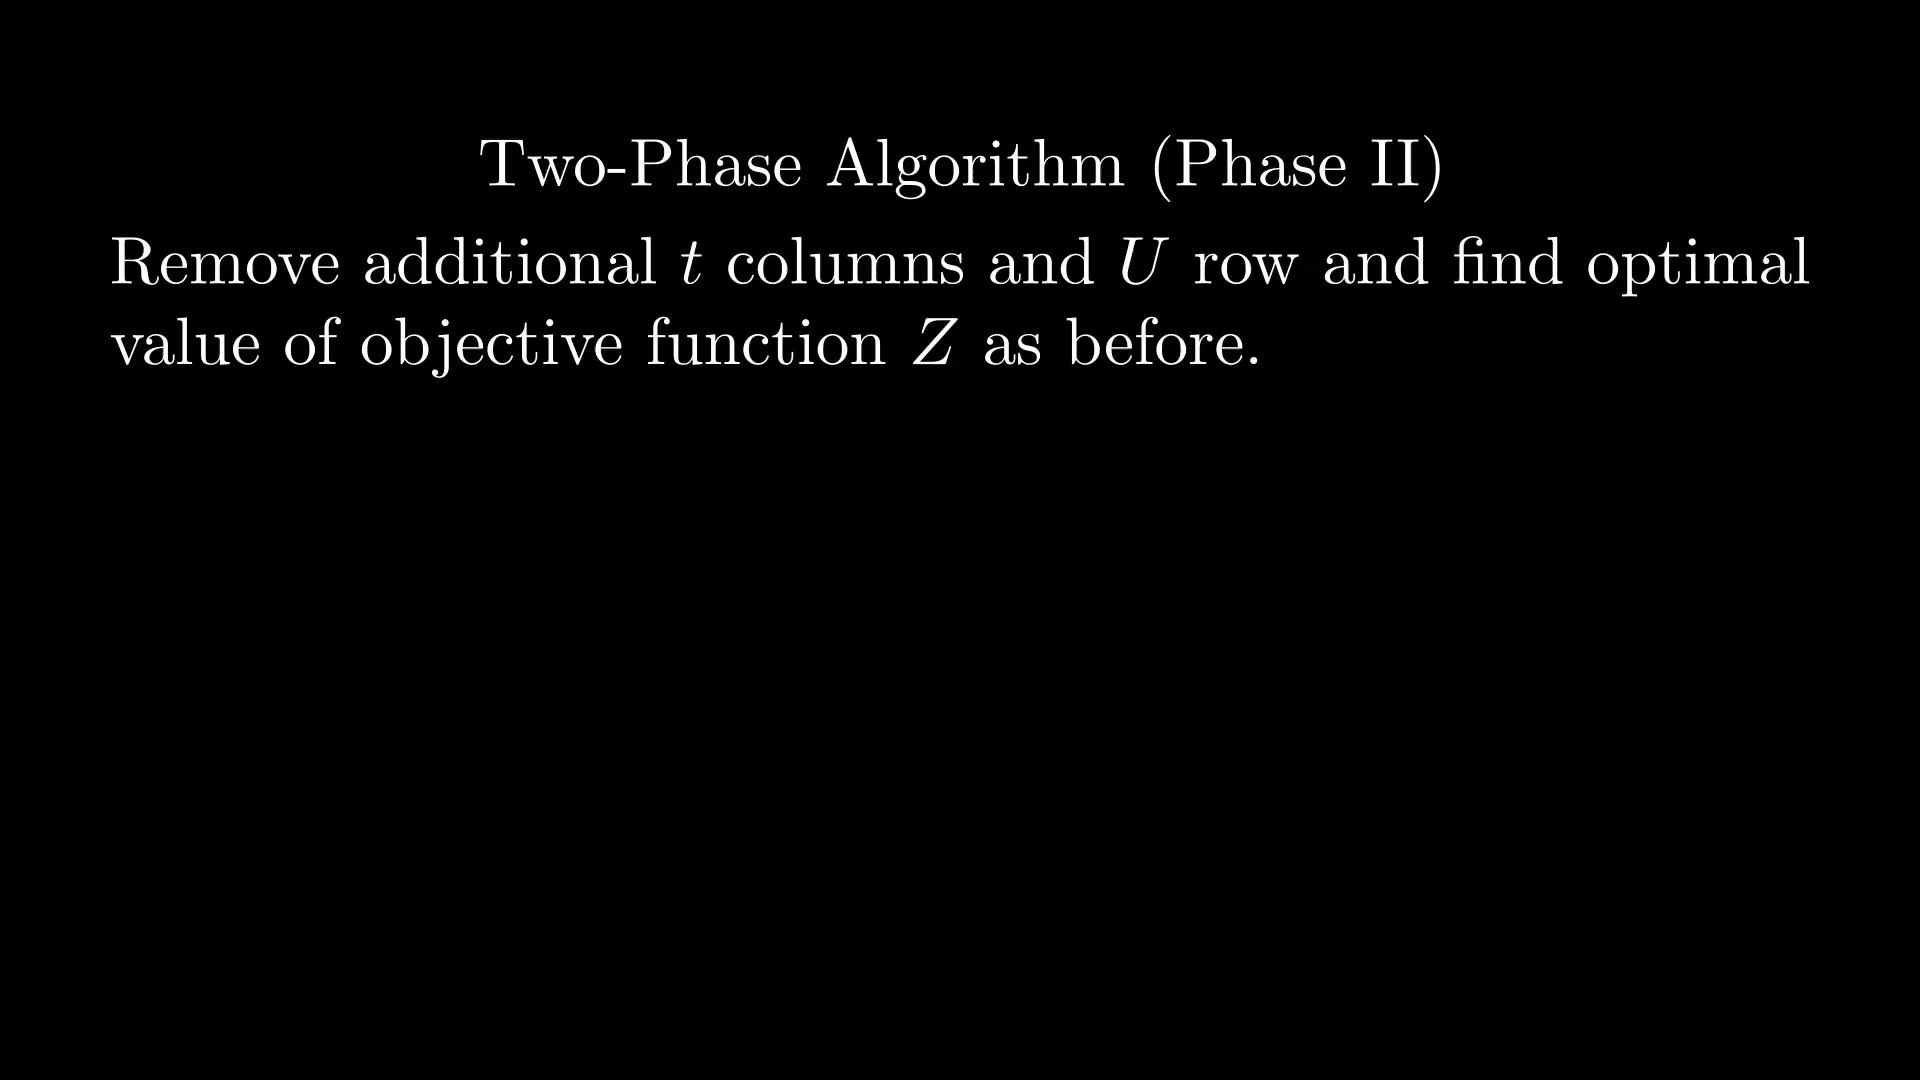 Two-Phase Algorithm (Phase II)
Remove additional t columns and U row and find optimal
value of objective function Z as before.